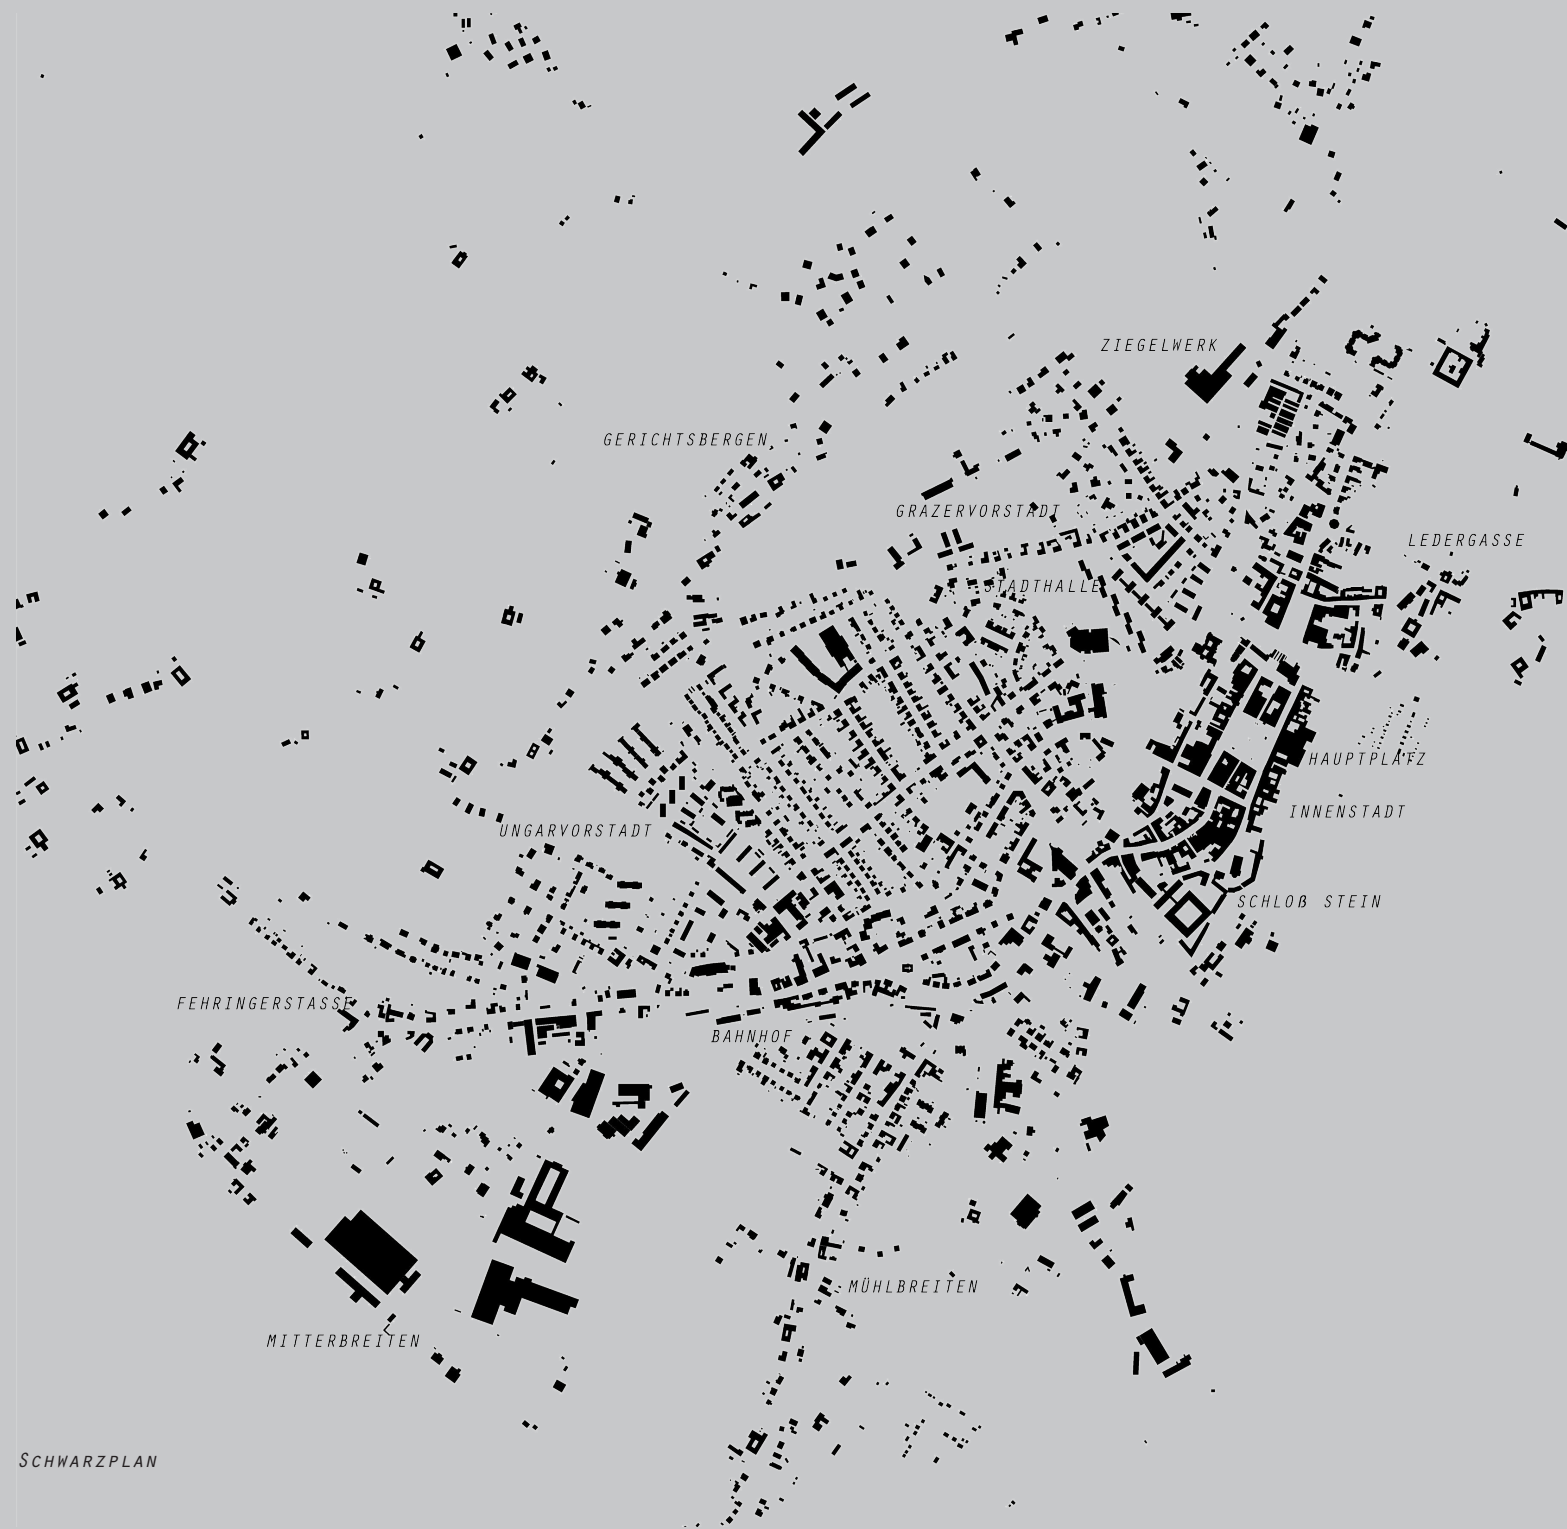 ZIEGELWERK
GERICHTSBERGEN
GRAZERVORSTADT
LEDERGASSE
STADTHALLE
HAUPTPLATZ
INNENSTADT
UNGARVORSTADT
SCHLOß STEIN
FEHRINGERSTASSE
BAHNHOF
MÜHLBREITEN
MITTERBREITEN
SCHWARZPLAN